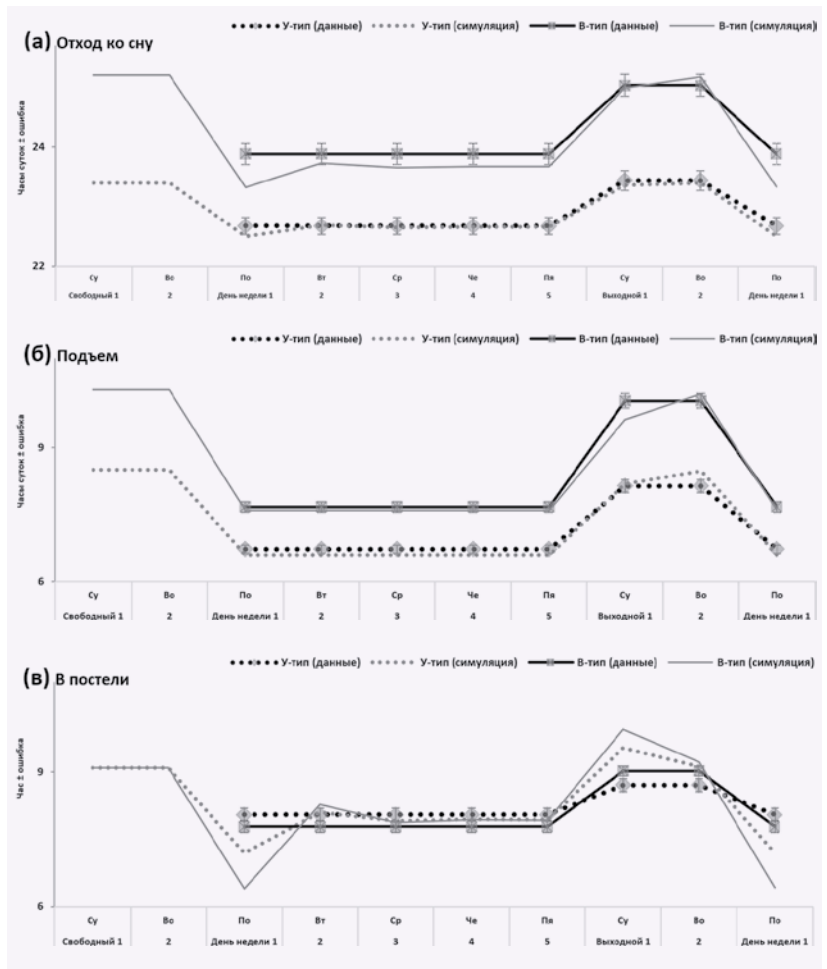 У-тип (данные) У-тип (симуляция) В-тип (данные) В-тип (симуляция)
(а) Отход ко сну
Часы суток ± ошибка
24
22
Су Во По Вт Ср Че Пя Су Во По
Свободный 1 2 День недели 1 2 3 4 5 Выходной 1 2 День недели 1
У-тип (данные) У-тип (симуляция) В-тип (данные) В-тип (симуляция)
(б) Подъем
Часы суток ± ошибка
9
6
Су Во По Вт Ср Че Пя Су Во По
Свободный 1 2 День недели 1 2 3 4 5 Выходной 1 2 День недели 1
У-тип (данные) У-тип (симуляция) В-тип (данные) В-тип (симуляция)
(в) В постели
Час ± ошибка
9
6
Су Во По Вт Ср Че Пя Су Во По
Свободный 1 2 День недели 1 2 3 4 5 Выходной 1 2 День недели 1